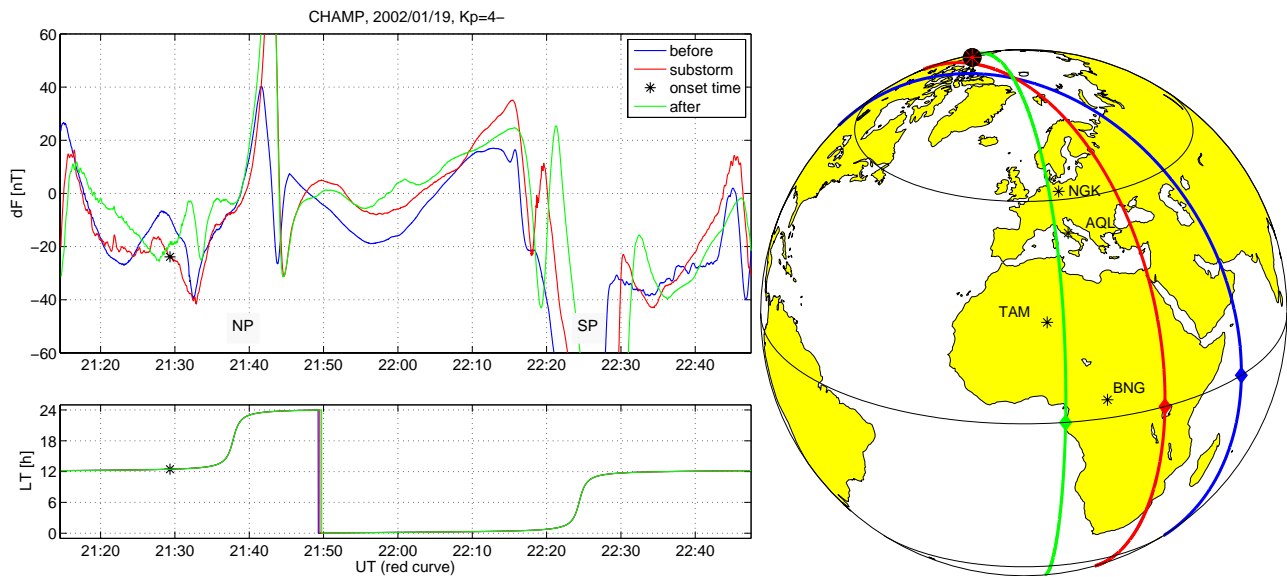 CHAMP, 2002/01/19, Kp=4−
dF [nT]
60
40
20
0
−20
−40
−60
before
substorm
onset time
after
NP
SP
21:20 21:30 21:40 21:50 22:00 22:10 22:20 22:30 22:40
LT [h]
24
18
12
6
0
21:20 21:30 21:40 21:50 22:00 22:10 22:20 22:30 22:40
UT (red curve)
NGK
AQL
TAM
BNG